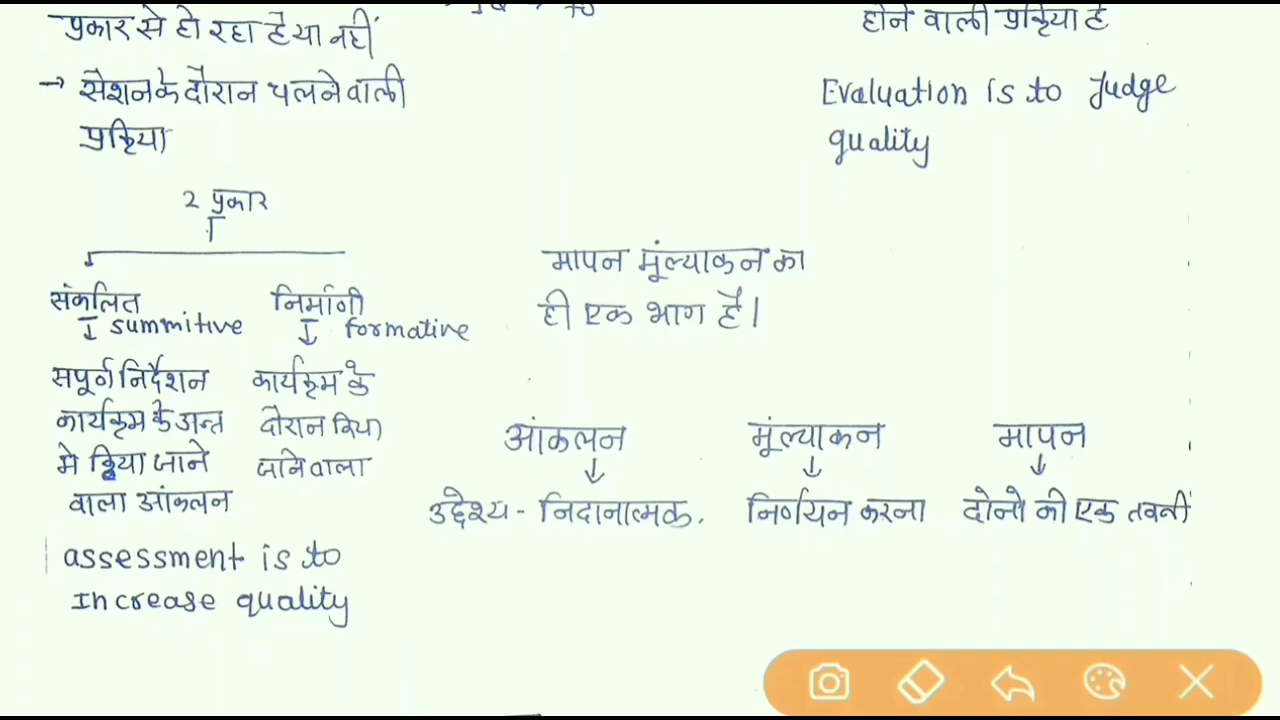 प्रकार से हो रहा है या नहीं
→ सेशन के दौरान चलने वाली
प्रक्रिया
2 प्रकार
संकलित
summitive
सपूर्ण निर्देशन
कार्यक्रम के अन्त
मे किया जाने
वाला आंकलन
assessment is to
Increase quality
निर्माणी
formative
कार्यक्रम के
दौरान किया
जाने वाला
होने वाली प्रक्रिया है
Evaluation is to Judge
quality
मापन मूंल्याकन का
ही एक भाग है।
आंकलन मूंल्याकन मापन
उद्देश्य - निदानात्मक. निर्णयन करना दोनो की एक तकनी